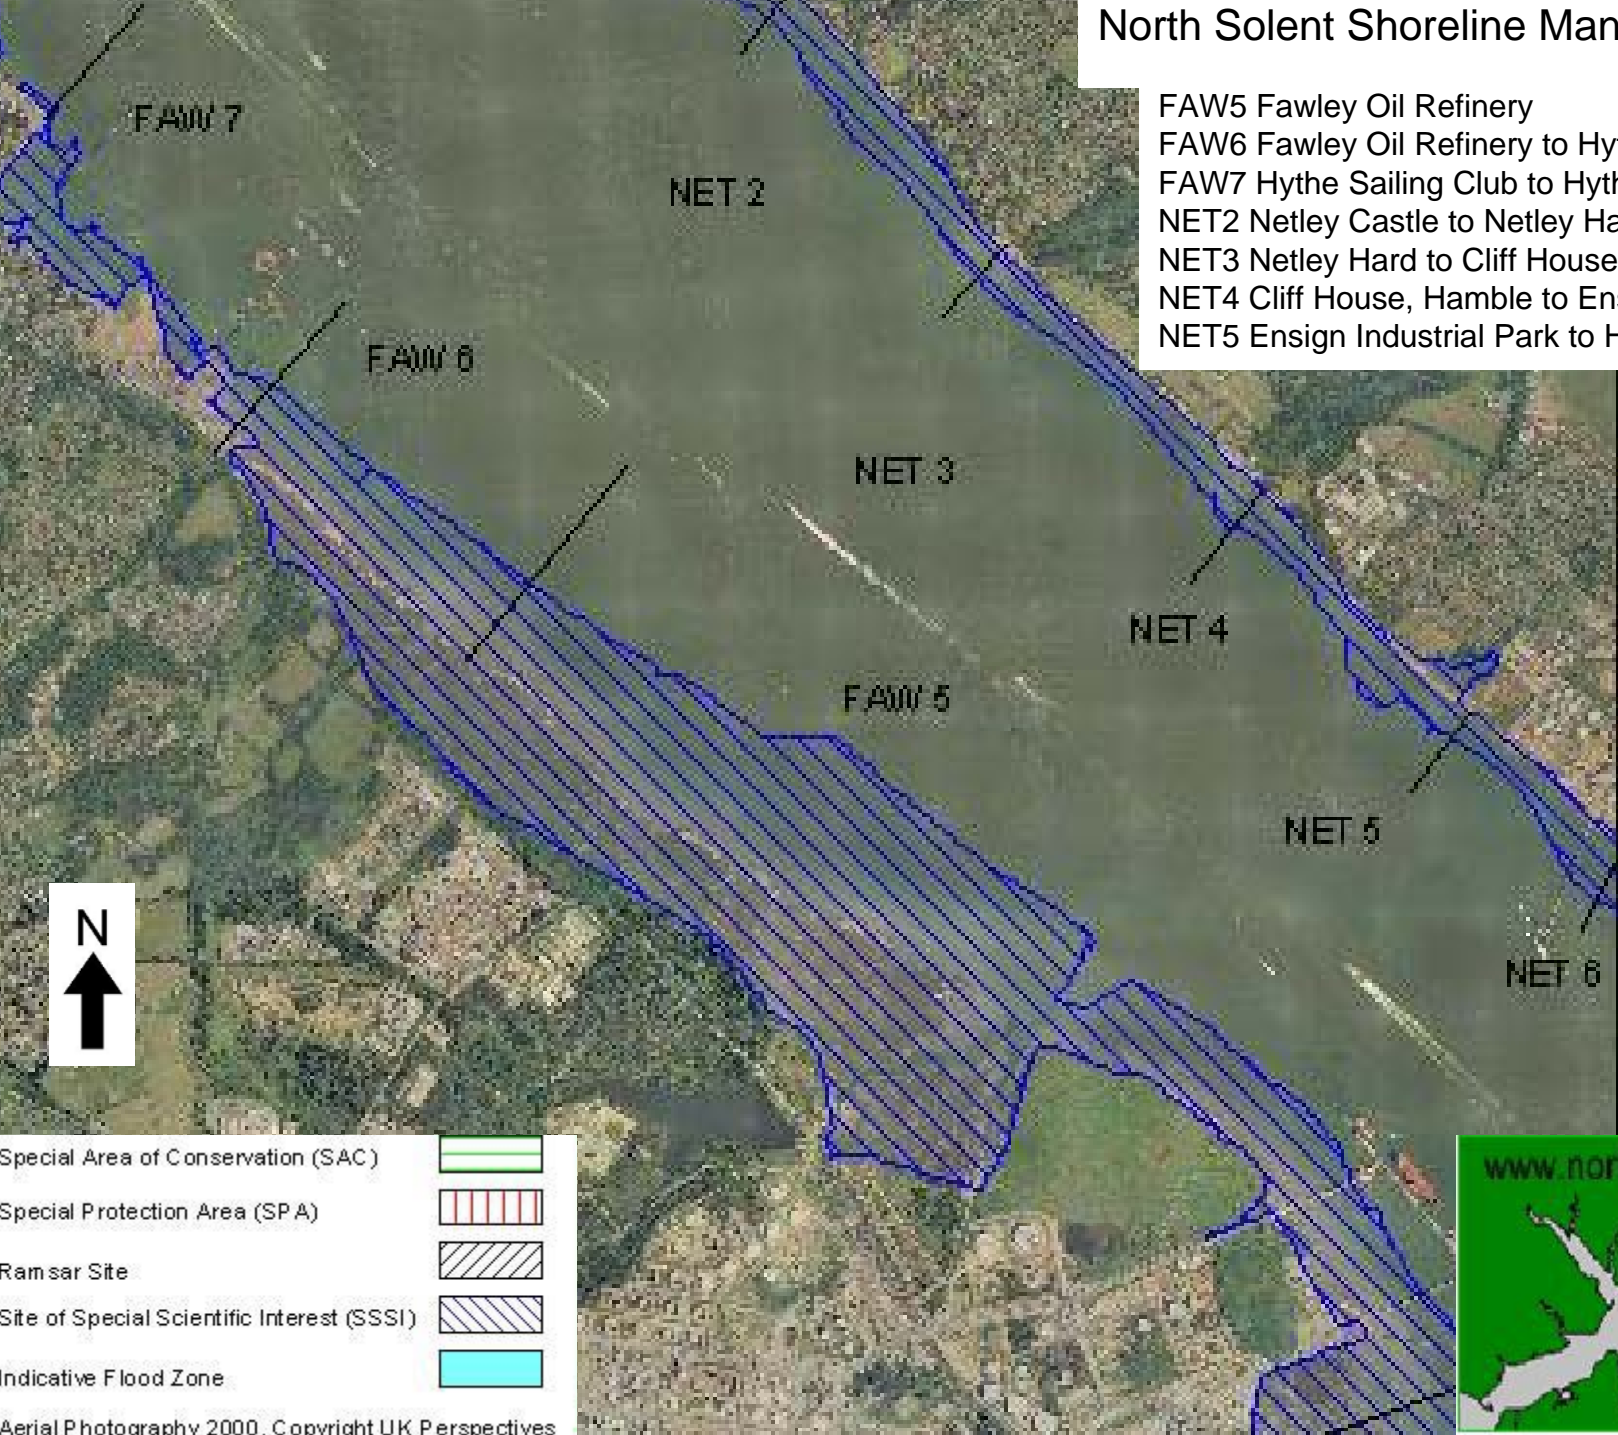 North Solent Shoreline Man
FAW5 Fawley Oil Refinery
FAW6 Fawley Oil Refinery to Hyt
FAW7 Hythe Sailing Club to Hyth
NET2 Netley Castle to Netley Ha
NET3 Netley Hard to Cliff House
NET4 Cliff House, Hamble to Ens
NET5 Ensign Industrial Park to H
FAW 7
NET 2
FAW 6
NET 3
NET 4
FAW 5
NET 5
NET 6
N
Special Area of Conservation (SAC)
Special Protection Area (SPA)
Ramsar Site
Site of Special Scientific Interest (SSSI)
Indicative Flood Zone
Aerial Photography 2000. Copyright UK Perspectives
www.nor